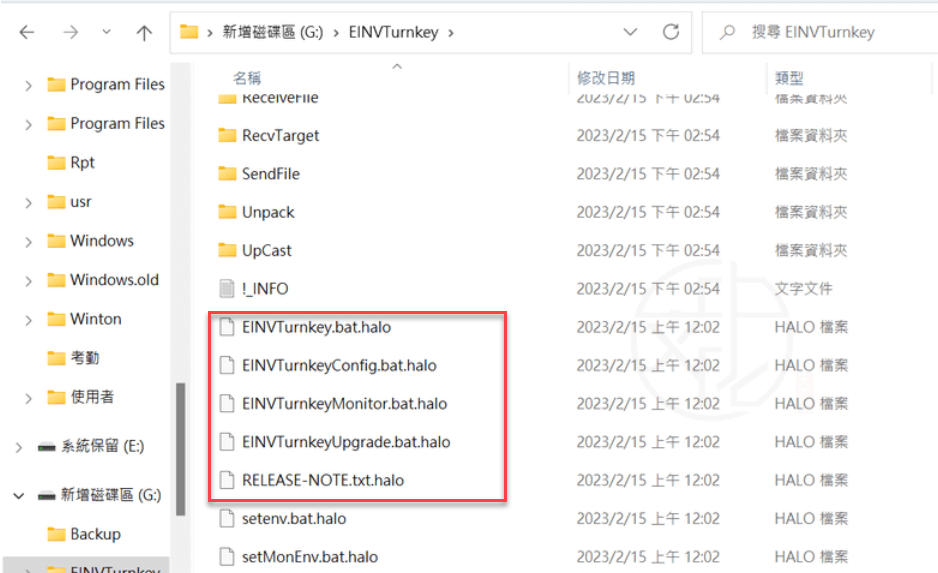 新增磁碟區 (G:) › EINVTurnkey ›
搜尋 EINVTurnkey
名稱 修改日期 類型
Program Files
Program Files
Rpt
usr
Windows
Windows.old
Winton
考勤
使用者
系統保留 (E:)
新增磁碟區 (G:)
Backup
EINVTurnkey
ReceiveFile 2023/2/15 下午 02:54 檔案資料夾
RecvTarget 2023/2/15 下午 02:54 檔案資料夾
SendFile 2023/2/15 下午 02:54 檔案資料夾
Unpack 2023/2/15 下午 02:54 檔案資料夾
UpCast 2023/2/15 下午 02:54 檔案資料夾
!_INFO 2023/2/15 下午 02:54 文字文件
EINVTurnkey.bat.halo 2023/2/15 上午 12:02 HALO 檔案
EINVTurnkeyConfig.bat.halo 2023/2/15 上午 12:02 HALO 檔案
EINVTurnkeyMonitor.bat.halo 2023/2/15 上午 12:02 HALO 檔案
EINVTurnkeyUpgrade.bat.halo 2023/2/15 上午 12:02 HALO 檔案
RELEASE-NOTE.txt.halo 2023/2/15 上午 12:02 HALO 檔案
setenv.bat.halo 2023/2/15 上午 12:02 HALO 檔案
setMonEnv.bat.halo 2023/2/15 上午 12:02 HALO 檔案